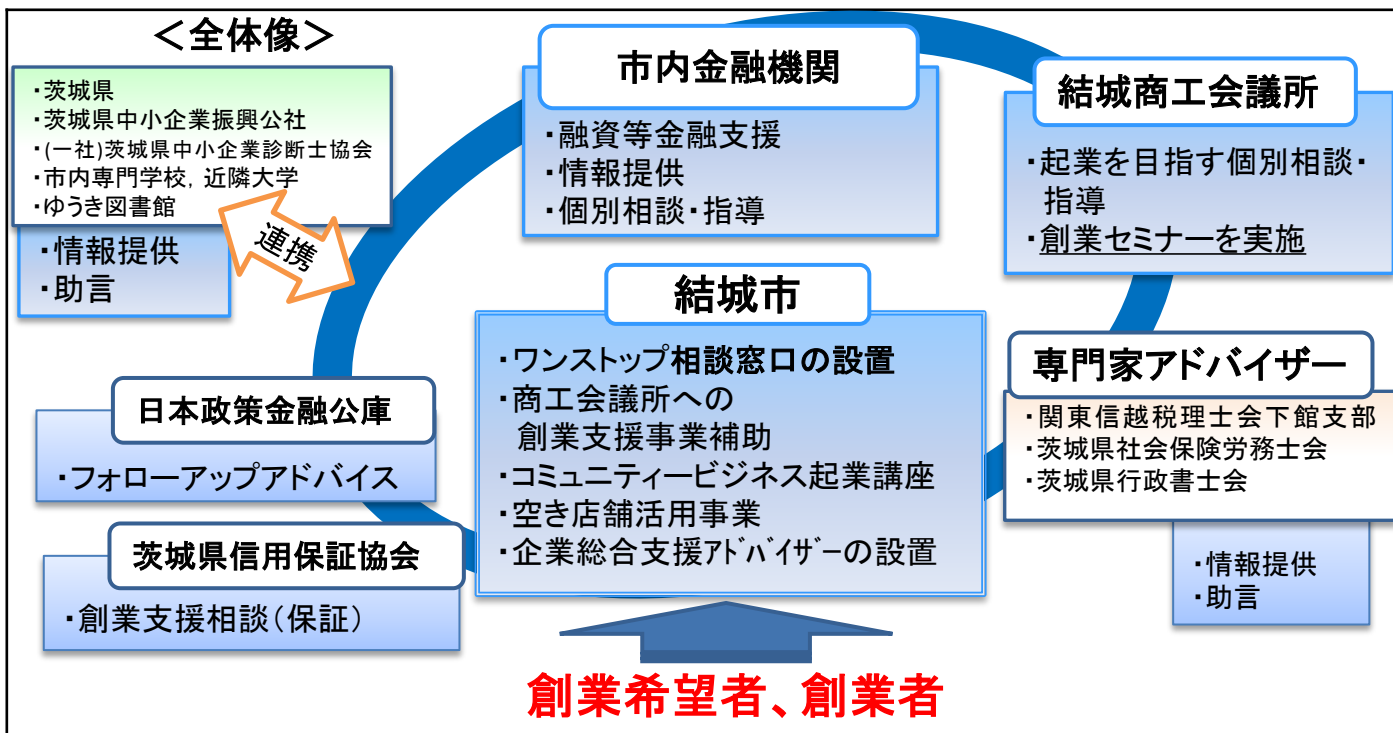 ＜全体像＞
・茨城県
・茨城県中小企業振興公社
・(一社)茨城県中小企業診断士協会
・市内専門学校，近隣大学
・ゆうき図書館
・情報提供
・助言
連携
市内金融機関
・融資等金融支援
・情報提供
・個別相談・指導
結城商工会議所
・起業を目指す個別相談・
指導
・創業セミナーを実施
結城市
・ワンストップ相談窓口の設置
・商工会議所への
創業支援事業補助
・コミュニティービジネス起業講座
・空き店舗活用事業
・企業総合支援ｱﾄﾞﾊﾞｲｻﾞｰの設置
専門家アドバイザー
・関東信越税理士会下館支部
・茨城県社会保険労務士会
・茨城県行政書士会
・情報提供
・助言
日本政策金融公庫
・フォローアップアドバイス
茨城県信用保証協会
・創業支援相談（保証）
創業希望者、創業者